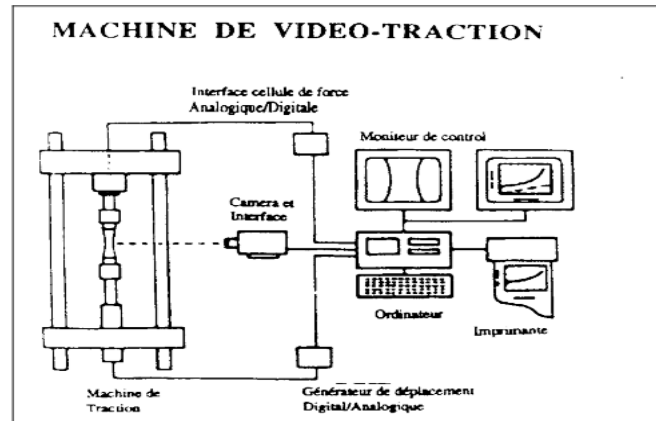 MACHINE DE VIDEO-TRACTION
Interface cellule de force
Analogique/Digitale
Moniteur de control
Camera et
Interface
Ordinateur
Imprimante
Machine de
Traction
Générateur de déplacement
Digital/Analogique